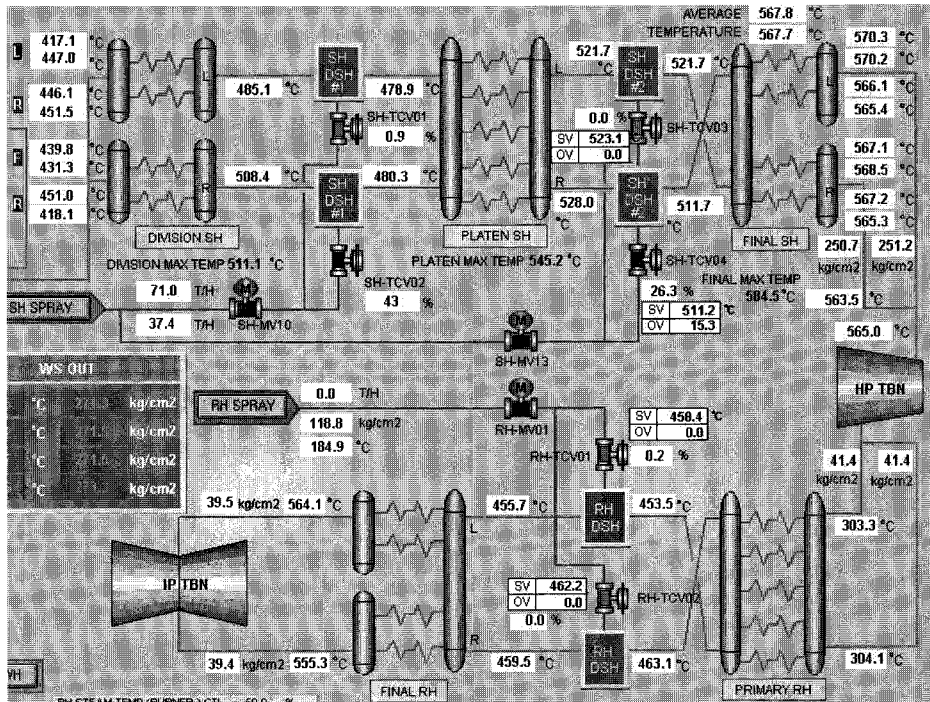 AVERAGE 567.8 °C
TEMPERATURE 567.7 °C
L 417.1 °C
447.0 °C
R 446.1 °C
451.5 °C
F 439.8 °C
431.3 °C
R 451.0 °C
418.1 °C
L
R
485.1 °C
508.4 °C
DIVISION SH
DIVISION MAX TEMP 511.1 °C
SH DSH #1
SH-TCV01
0.9 %
SH DSH #1
SH-TCV02
43 %
478.9 °C
480.3 °C
PLATEN SH
PLATEN MAX TEMP 545.2 °C
L
R
521.7 °C
528.0 °C
SH DSH #2
0.0 %
SH-TCV03
SV 523.1
OV 0.0
SH DSH #2
SH-TCV04
26.3 %
SV 511.2 °C
OV 15.3
521.7 °C
511.7 °C
L
R
FINAL SH
FINAL MAX TEMP
584.5 °C
570.3 °C
570.2 °C
566.1 °C
565.4 °C
567.1 °C
568.5 °C
567.2 °C
565.3 °C
250.7 kg/cm2
251.2 kg/cm2
563.5 °C
565.0 °C
SH SPRAY
71.0 T/H
37.4 T/H
M
SH-MV10
M
SH-MV13
WS OUT
°C kg/cm2
°C kg/cm2
°C kg/cm2
°C kg/cm2
RH SPRAY
0.0 T/H
118.8 kg/cm2
184.9 °C
M
RH-MV01
SV 458.4 °C
OV 0.0
RH-TCV01
0.2 %
HP TBN
41.4 kg/cm2
41.4 kg/cm2
39.5 kg/cm2 564.1 °C
L
455.7 °C
RH DSH
453.5 °C
303.3 °C
IP TBN
SV 462.2
OV 0.0
0.0 %
RH-TCV02
39.4 kg/cm2 555.3 °C
R
459.5 °C
RH DSH
463.1 °C
304.1 °C
FINAL RH
PRIMARY RH